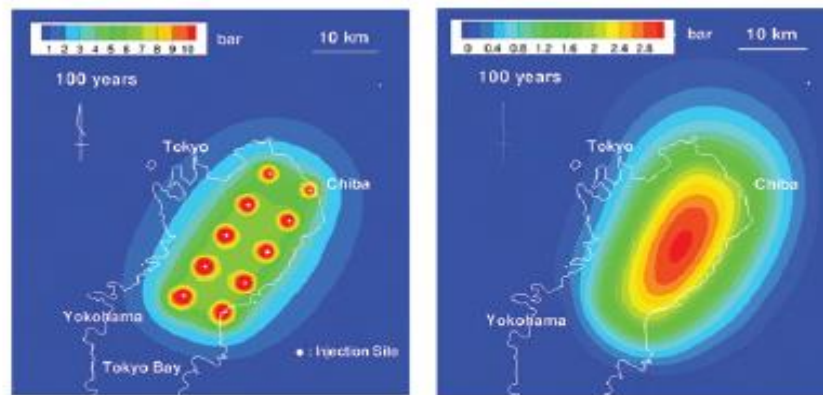 1 2 3 4 5 6 7 8 9 10
bar
10 km
100 years
Tokyo
Chiba
Yokohama
Tokyo Bay
: Injection Site
0 0.4 0.8 1.2 1.6 2 2.4 2.8
bar
10 km
100 years
Tokyo
Chiba
Yokohama